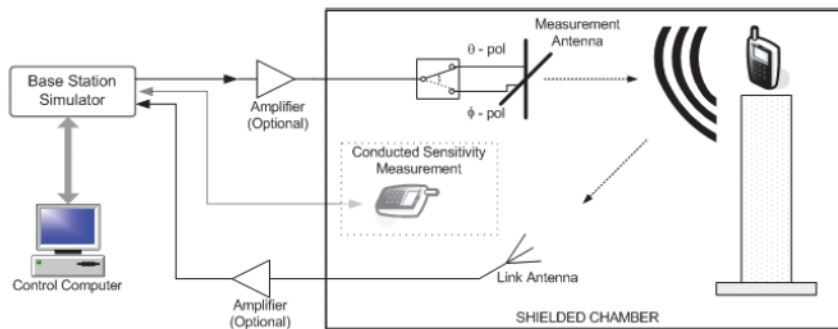 Measurement
Antenna
θ - pol
Base Station
Simulator
Amplifier
(Optional)
ϕ - pol
Conducted Sensitivity
Measurement
Control Computer
Amplifier
(Optional)
Link Antenna
SHIELDED CHAMBER